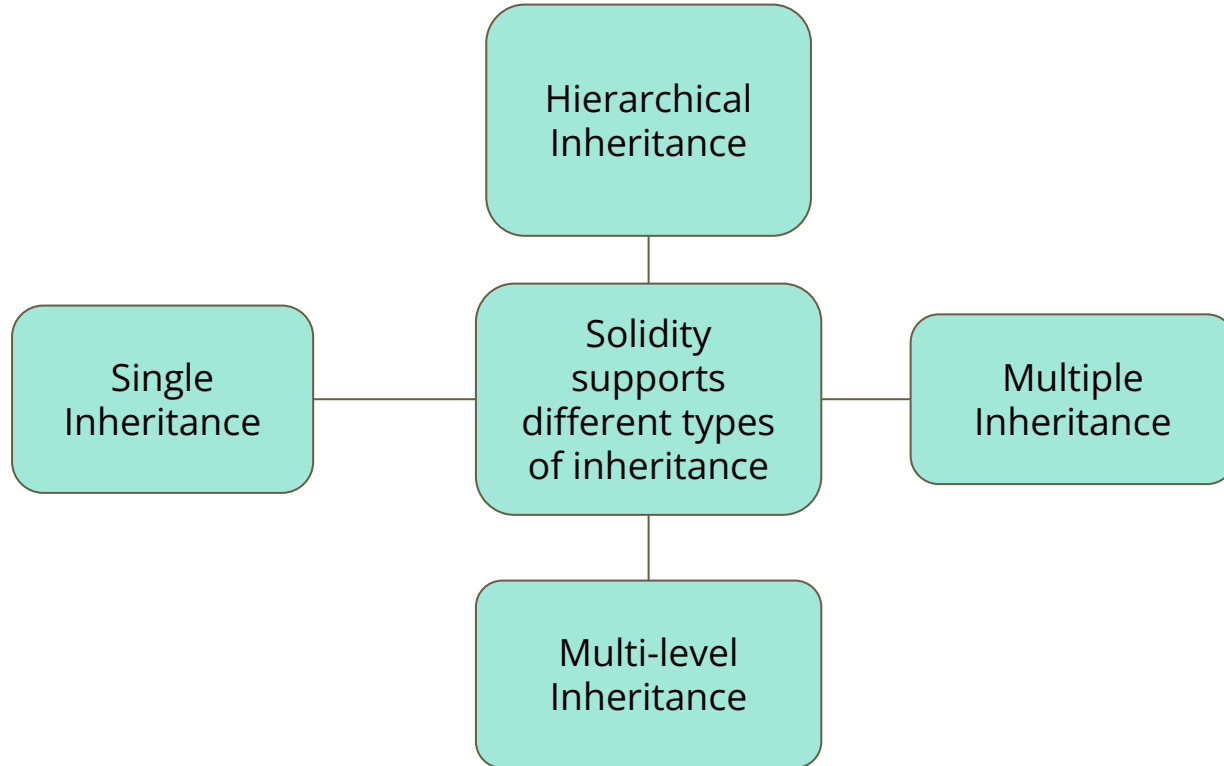 Hierarchical
Inheritance
Single
Inheritance
Solidity
supports
different types
of inheritance
Multiple
Inheritance
Multi-level
Inheritance